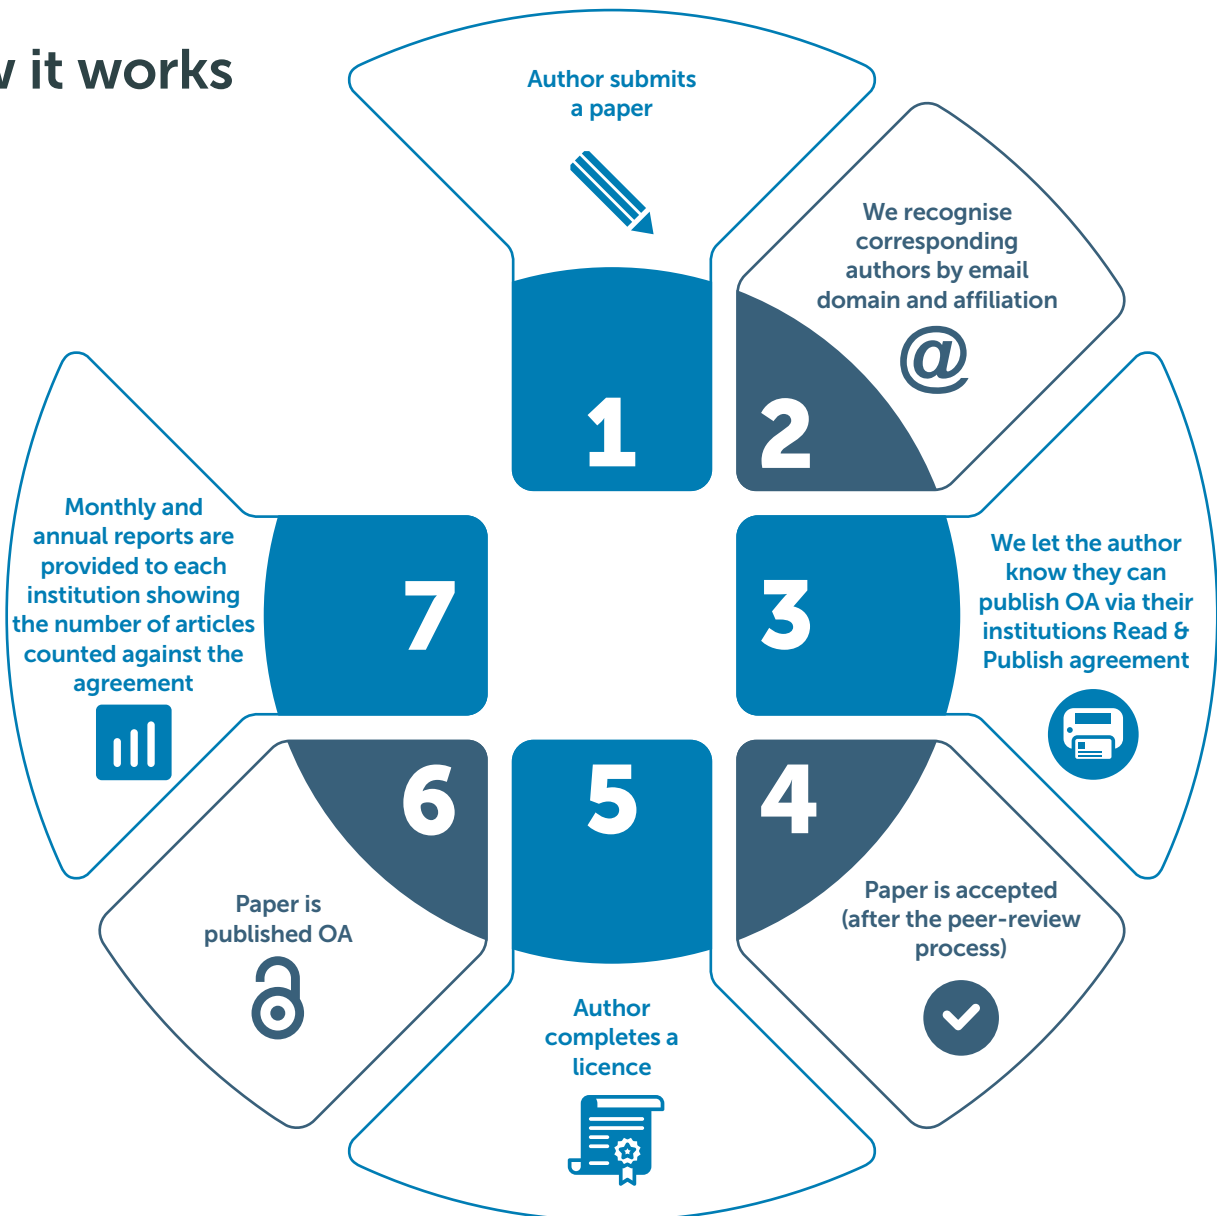 it works
Author submits
a paper
1
We recognise
corresponding
authors by email
domain and affiliation
@
2
We let the author
know they can
publish OA via their
institutions Read &
Publish agreement
3
Paper is accepted
(after the peer-review
process)
4
Author
completes a
licence
5
Paper is
published OA
6
Monthly and
annual reports are
provided to each
institution showing
the number of articles
counted against the
agreement
7